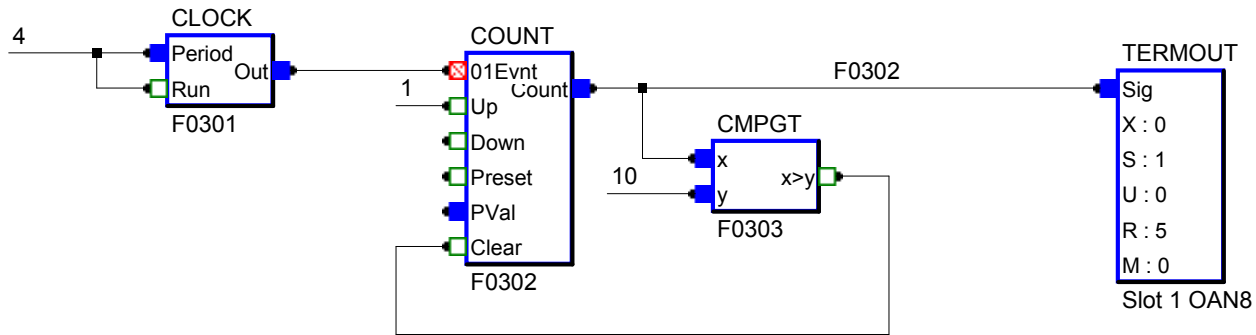 CLOCK
4
Period
Out
Run
F0301
COUNT
01Evnt
Count
1
Up
Down
Preset
PVal
Clear
F0302
F0302
CMPGT
x
x>y
10
y
F0303
TERMOUT
Sig
X : 0
S : 1
U : 0
R : 5
M : 0
Slot 1 OAN8